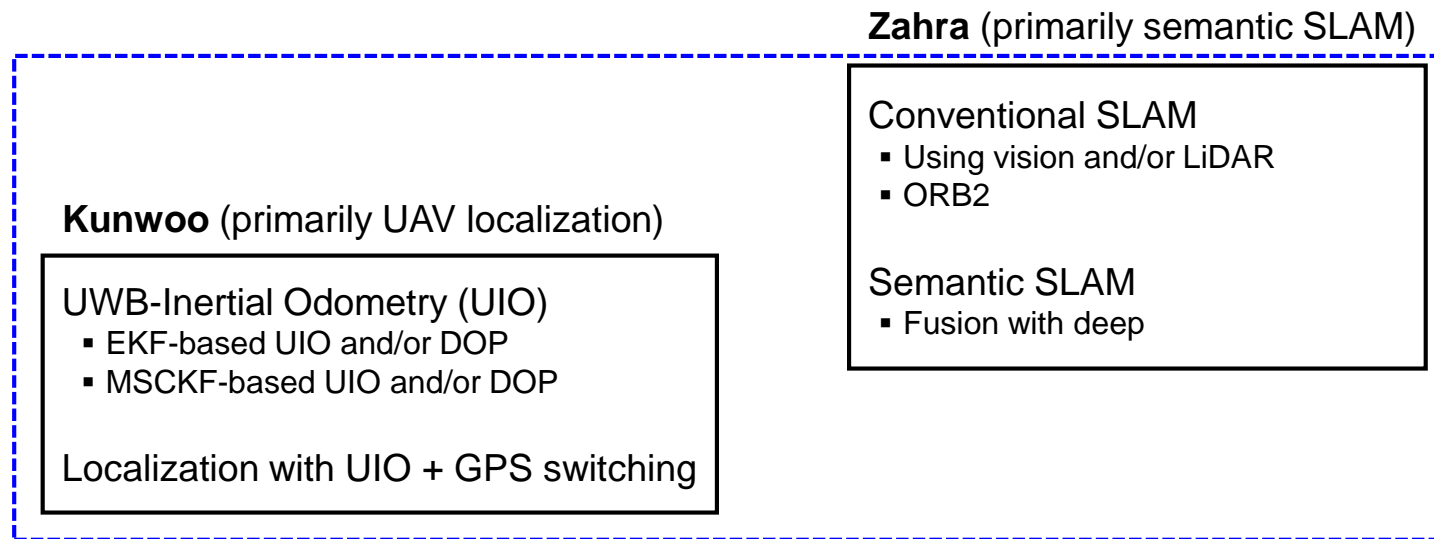 Zahra (primarily semantic SLAM)
Conventional SLAM
▪ Using vision and/or LiDAR
▪ ORB2
Semantic SLAM
▪ Fusion with deep
Kunwoo (primarily UAV localization)
UWB-Inertial Odometry (UIO)
▪ EKF-based UIO and/or DOP
▪ MSCKF-based UIO and/or DOP
Localization with UIO + GPS switching